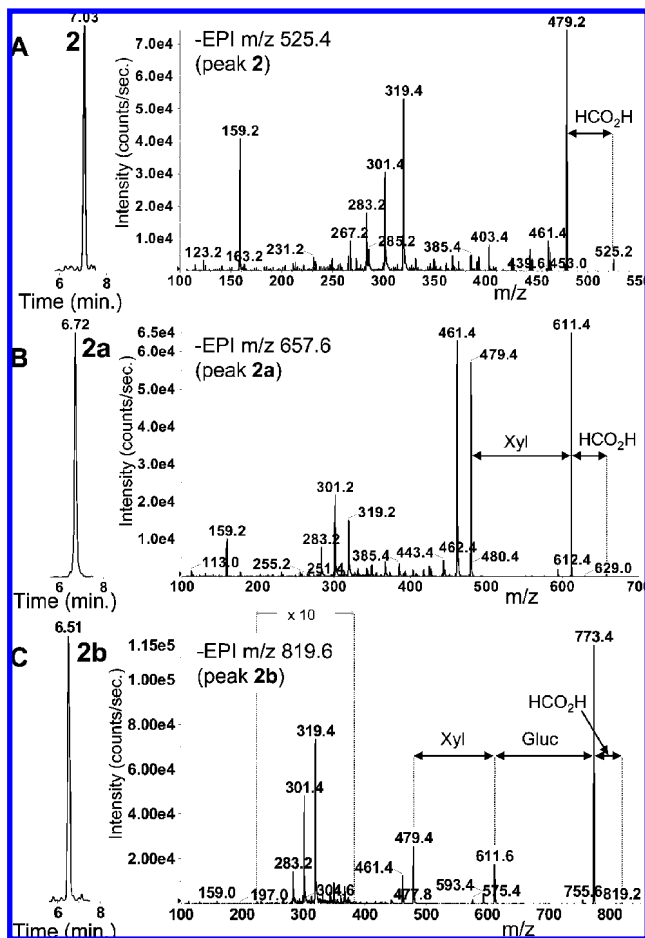 A
7.03
2
6 8
Time (min.)
Intensity (counts/sec.)
7.0e4
6.0e4
5.0e4
4.0e4
3.0e4
2.0e4
1.0e4
-EPI m/z 525.4
(peak 2)
479.2
HCO₂H
319.4
159.2
301.4
283.2
267.2
285.2
231.2
123.2
163.2
385.4
403.4
461.4
439.6
453.0
525.2
100 200 300 400 500 550
m/z
B
6.72
2a
6 8
Time (min.)
Intensity (counts/sec.)
6.5e4
6.0e4
5.0e4
4.0e4
3.0e4
2.0e4
1.0e4
-EPI m/z 657.6
(peak 2a)
461.4
479.4
611.4
Xyl
HCO₂H
301.2
319.2
159.2
283.2
113.0
255.2
251.4
385.4
443.4
462.4
480.4
612.4
629.0
100 200 300 400 500 600 700
m/z
C
6.51
2b
6 8
Time (min.)
Intensity (counts/sec.)
1.15e5
1.00e5
8.00e4
6.00e4
4.00e4
2.00e4
x 10
-EPI m/z 819.6
(peak 2b)
773.4
HCO₂H
Xyl
Gluc
319.4
301.4
283.2
479.4
611.6
461.4
159.0
197.0
304.6
477.8
593.4
575.4
755.6
819.2
100 200 300 400 500 600 700 800
m/z